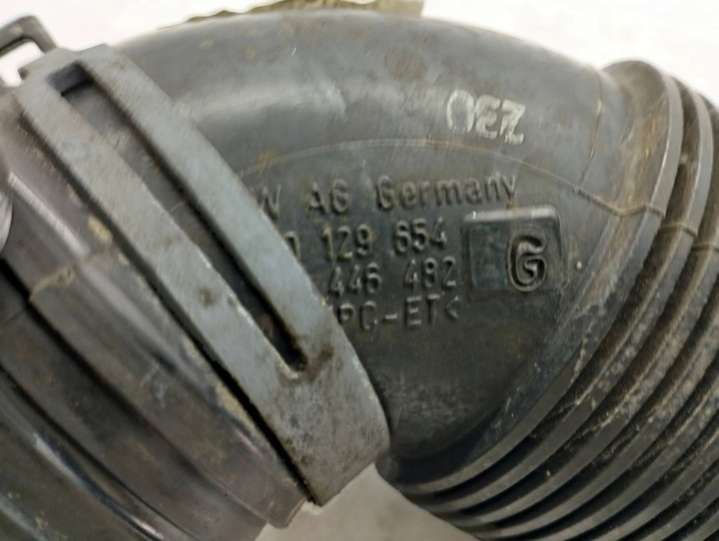 OEZ
AG Germany
129 654
G
446 482
PC-ET<